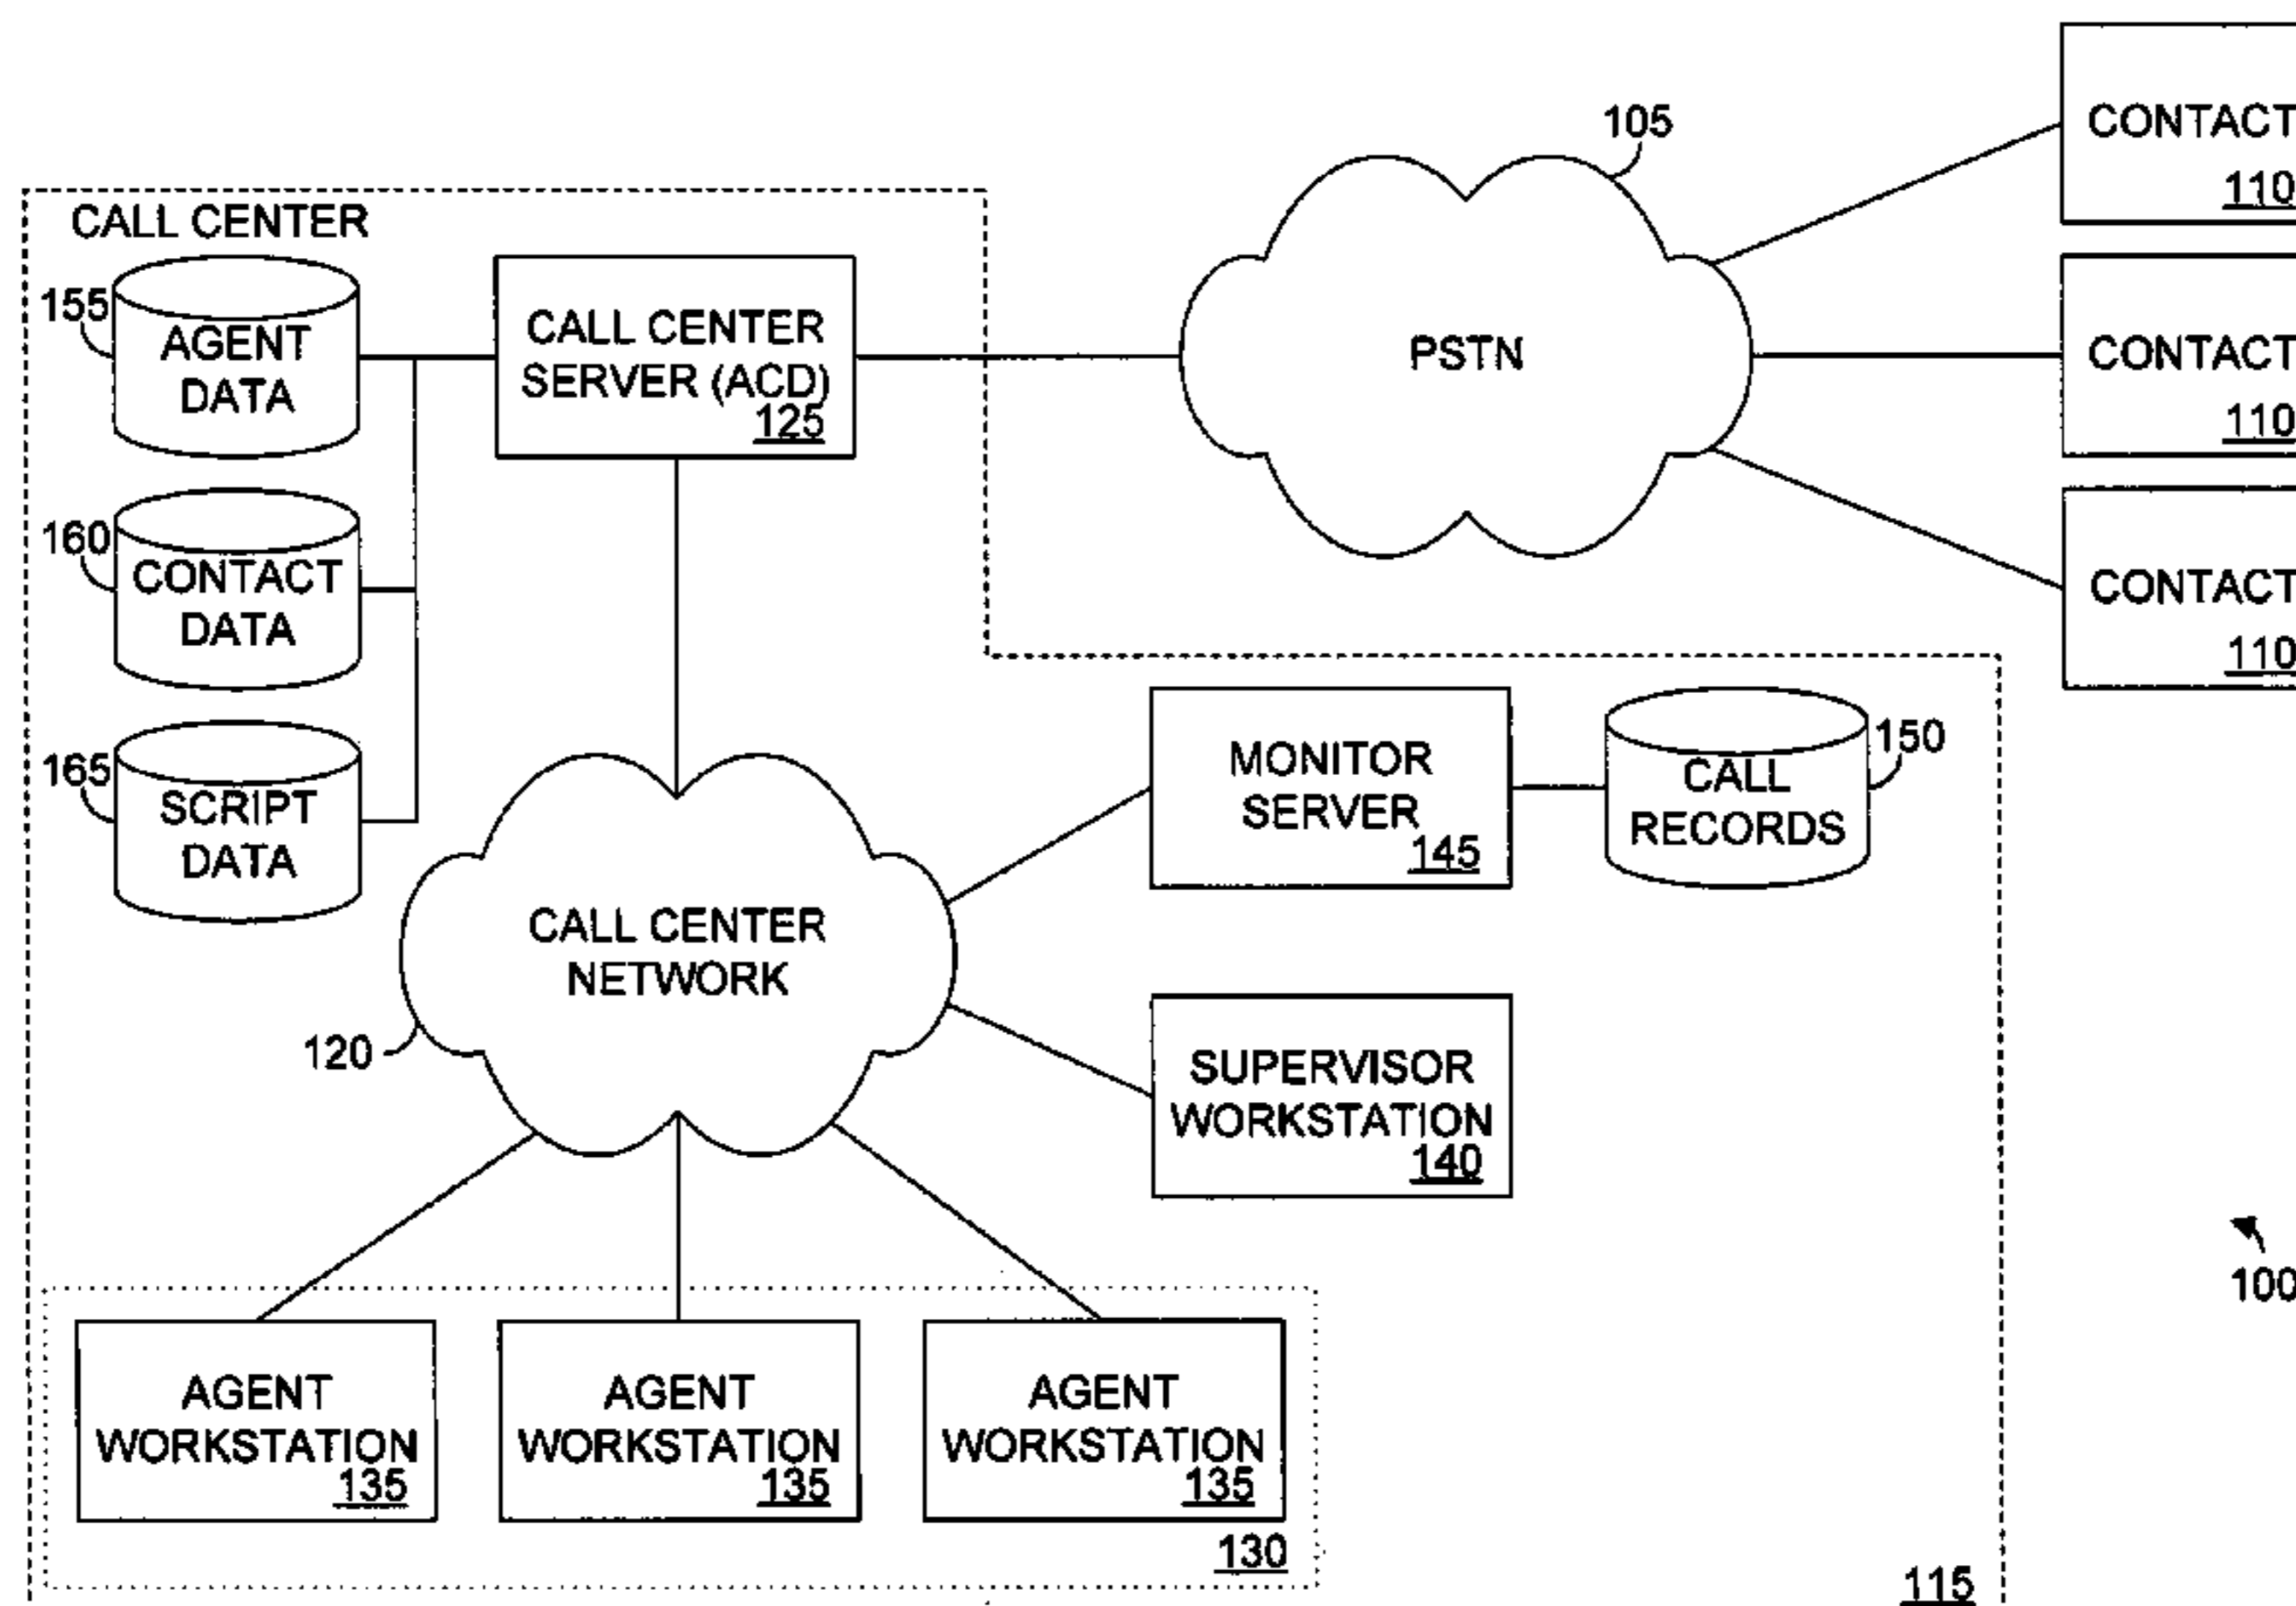 CONTACT
110
105
CALL CENTER
155
AGENT
DATA
CALL CENTER
SERVER (ACD)
125
PSTN
CONTACT
110
160
CONTACT
DATA
CONTACT
110
165
SCRIPT
DATA
MONITOR
SERVER
145
CALL
RECORDS
150
CALL CENTER
NETWORK
120
SUPERVISOR
WORKSTATION
140
100
AGENT
WORKSTATION
135
AGENT
WORKSTATION
135
AGENT
WORKSTATION
135
130
115